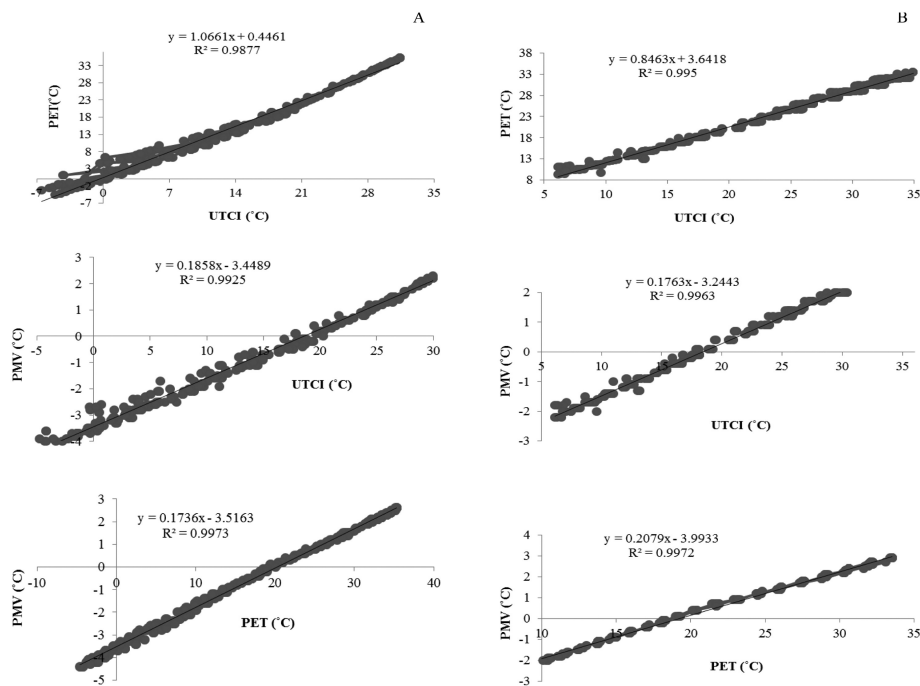 A
y = 1.0661x + 0.4461
R² = 0.9877
33
28
23
18
13
8
3
-2
-7
-7 0 7 14 21 28 35
PET(˚C)
UTCI (˚C)
B
y = 0.8463x + 3.6418
R² = 0.995
38
33
28
23
18
13
8
5 10 15 20 25 30 35
PET (˚C)
UTCI (˚C)
y = 0.1858x - 3.4489
R² = 0.9925
3
2
1
0
-1
-2
-3
-4
-5 0 5 10 15 20 25 30
PMV (˚C)
UTCI (˚C)
y = 0.1763x - 3.2443
R² = 0.9963
2
1
0
-1
-2
-3
5 10 15 20 25 30 35
PMV (˚C)
UTCI (˚C)
y = 0.1736x - 3.5163
R² = 0.9973
3
2
1
0
-1
-2
-3
-4
-5
-10 0 10 20 30 40
PMV (˚C)
PET (˚C)
y = 0.2079x - 3.9933
R² = 0.9972
4
3
2
1
0
-1
-2
-3
10 15 20 25 30 35
PMV (˚C)
PET (˚C)